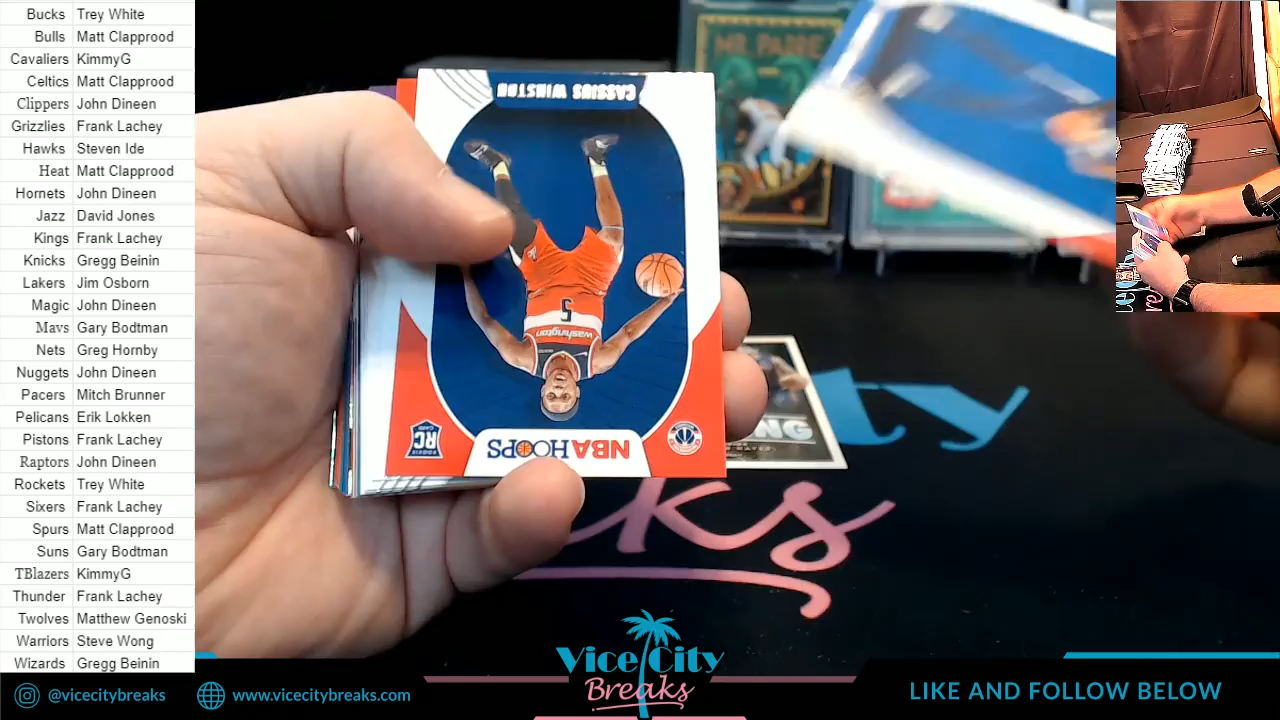 Bucks Trey White
Bulls Matt Clapprood
Cavaliers KimmyG
Celtics Matt Clapprood
Clippers John Dineen
Grizzlies Frank Lachey
Hawks Steven Ide
Heat Matt Clapprood
Hornets John Dineen
Jazz David Jones
Kings Frank Lachey
Knicks Gregg Beinin
Lakers Jim Osborn
Magic John Dineen
Mavs Gary Bodtman
Nets Greg Hornby
Nuggets John Dineen
Pacers Mitch Brunner
Pelicans Erik Lokken
Pistons Frank Lachey
Raptors John Dineen
Rockets Trey White
Sixers Frank Lachey
Spurs Matt Clapprood
Suns Gary Bodtman
TBlazers KimmyG
Thunder Frank Lachey
Twolves Matthew Genoski
Warriors Steve Wong
Wizards Gregg Beinin
CASSIUS WINSTON
5
Washington
NBA HOOPS
RC
MR. PADRE
ty
ks
Vice City
Breaks
@vicecitybreaks
www.vicecitybreaks.com
LIKE AND FOLLOW BELOW